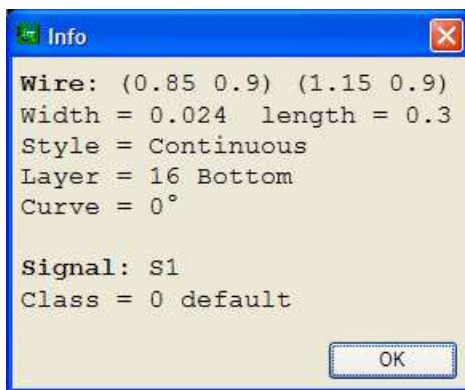 Info
Wire: (0.85 0.9) (1.15 0.9)
Width = 0.024 length = 0.3
Style = Continuous
Layer = 16 Bottom
Curve = 0°
Signal: S1
Class = 0 default
OK